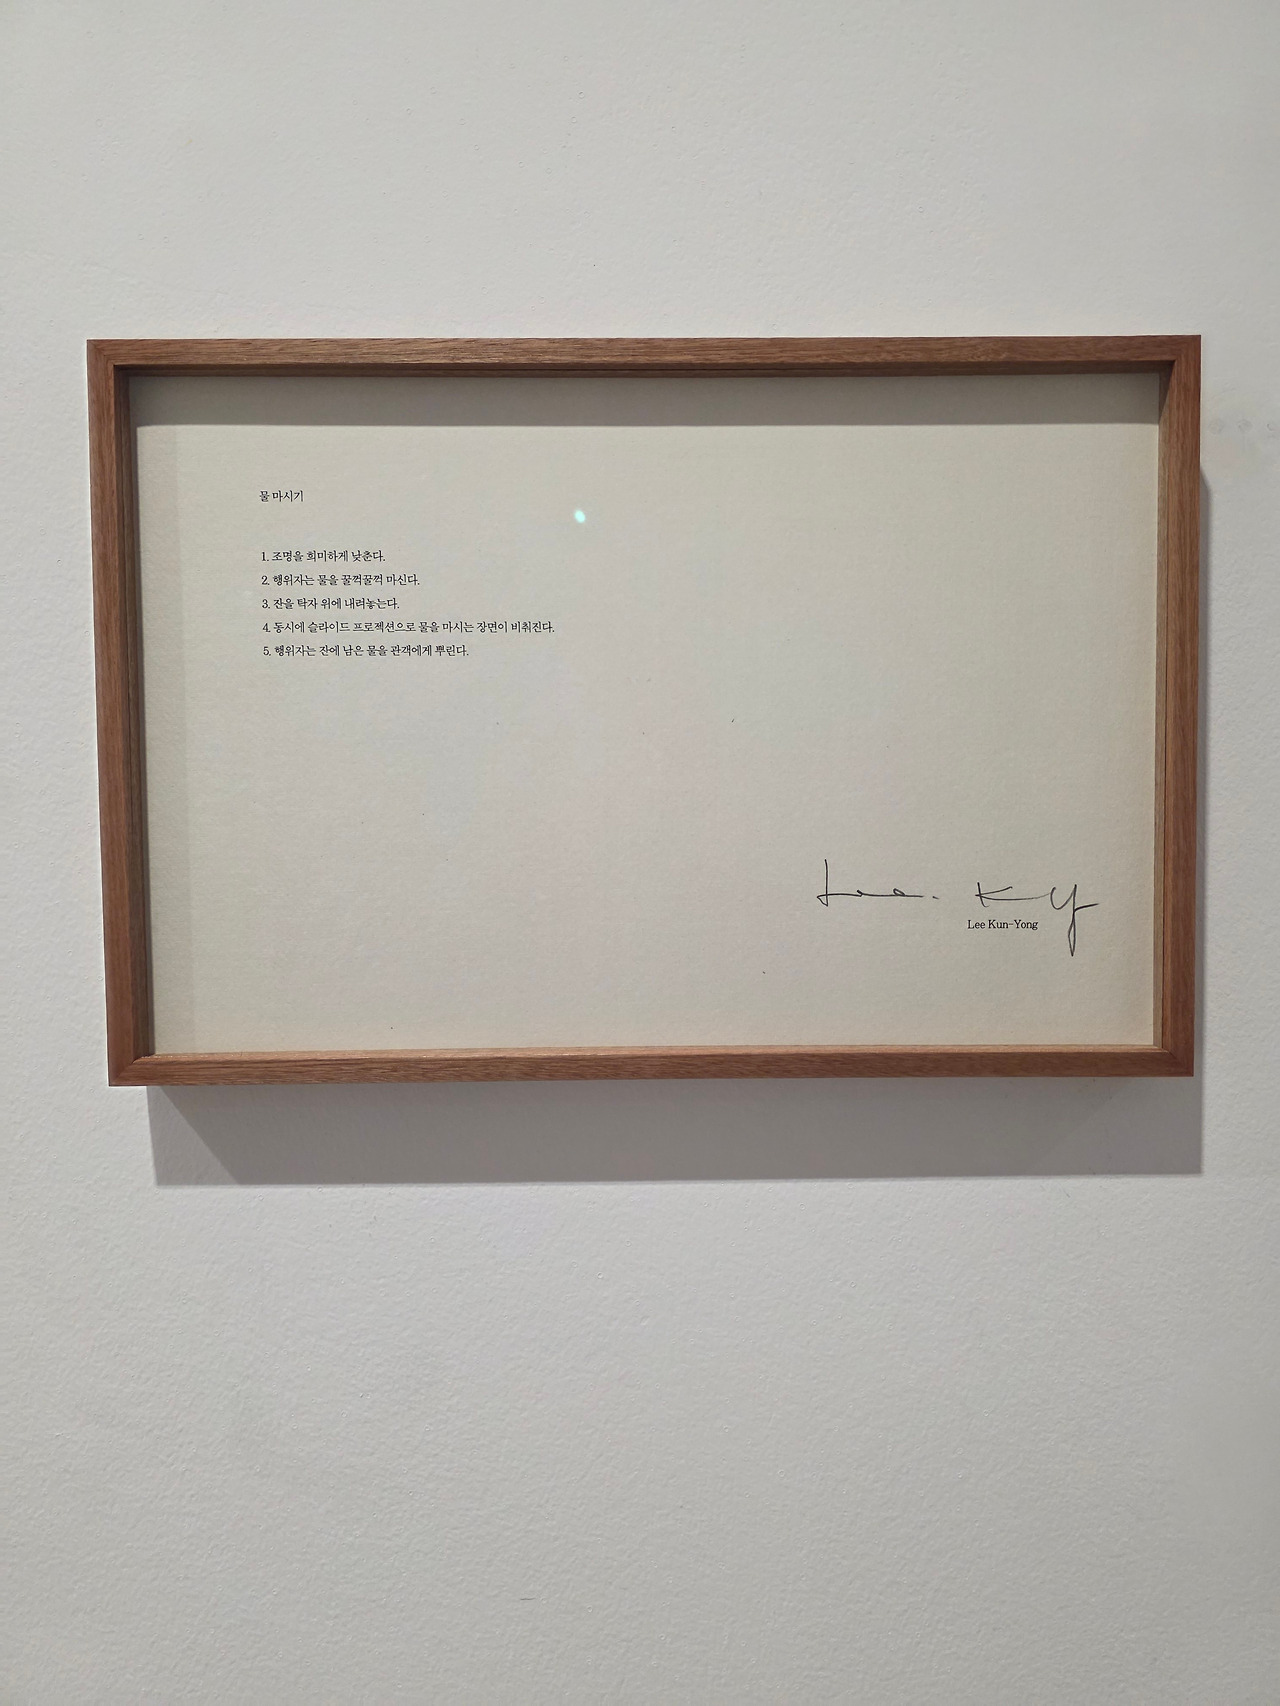 물 마시기
1. 조명을 희미하게 낮춘다.
2. 행위자는 물을 꿀꺽꿀꺽 마신다.
3. 잔을 탁자 위에 내려놓는다.
4. 동시에 슬라이드 프로젝션으로 물을 마시는 장면이 비춰진다.
5. 행위자는 잔에 남은 물을 관객에게 뿌린다.
Lee. K Y
Lee Kun-Yong